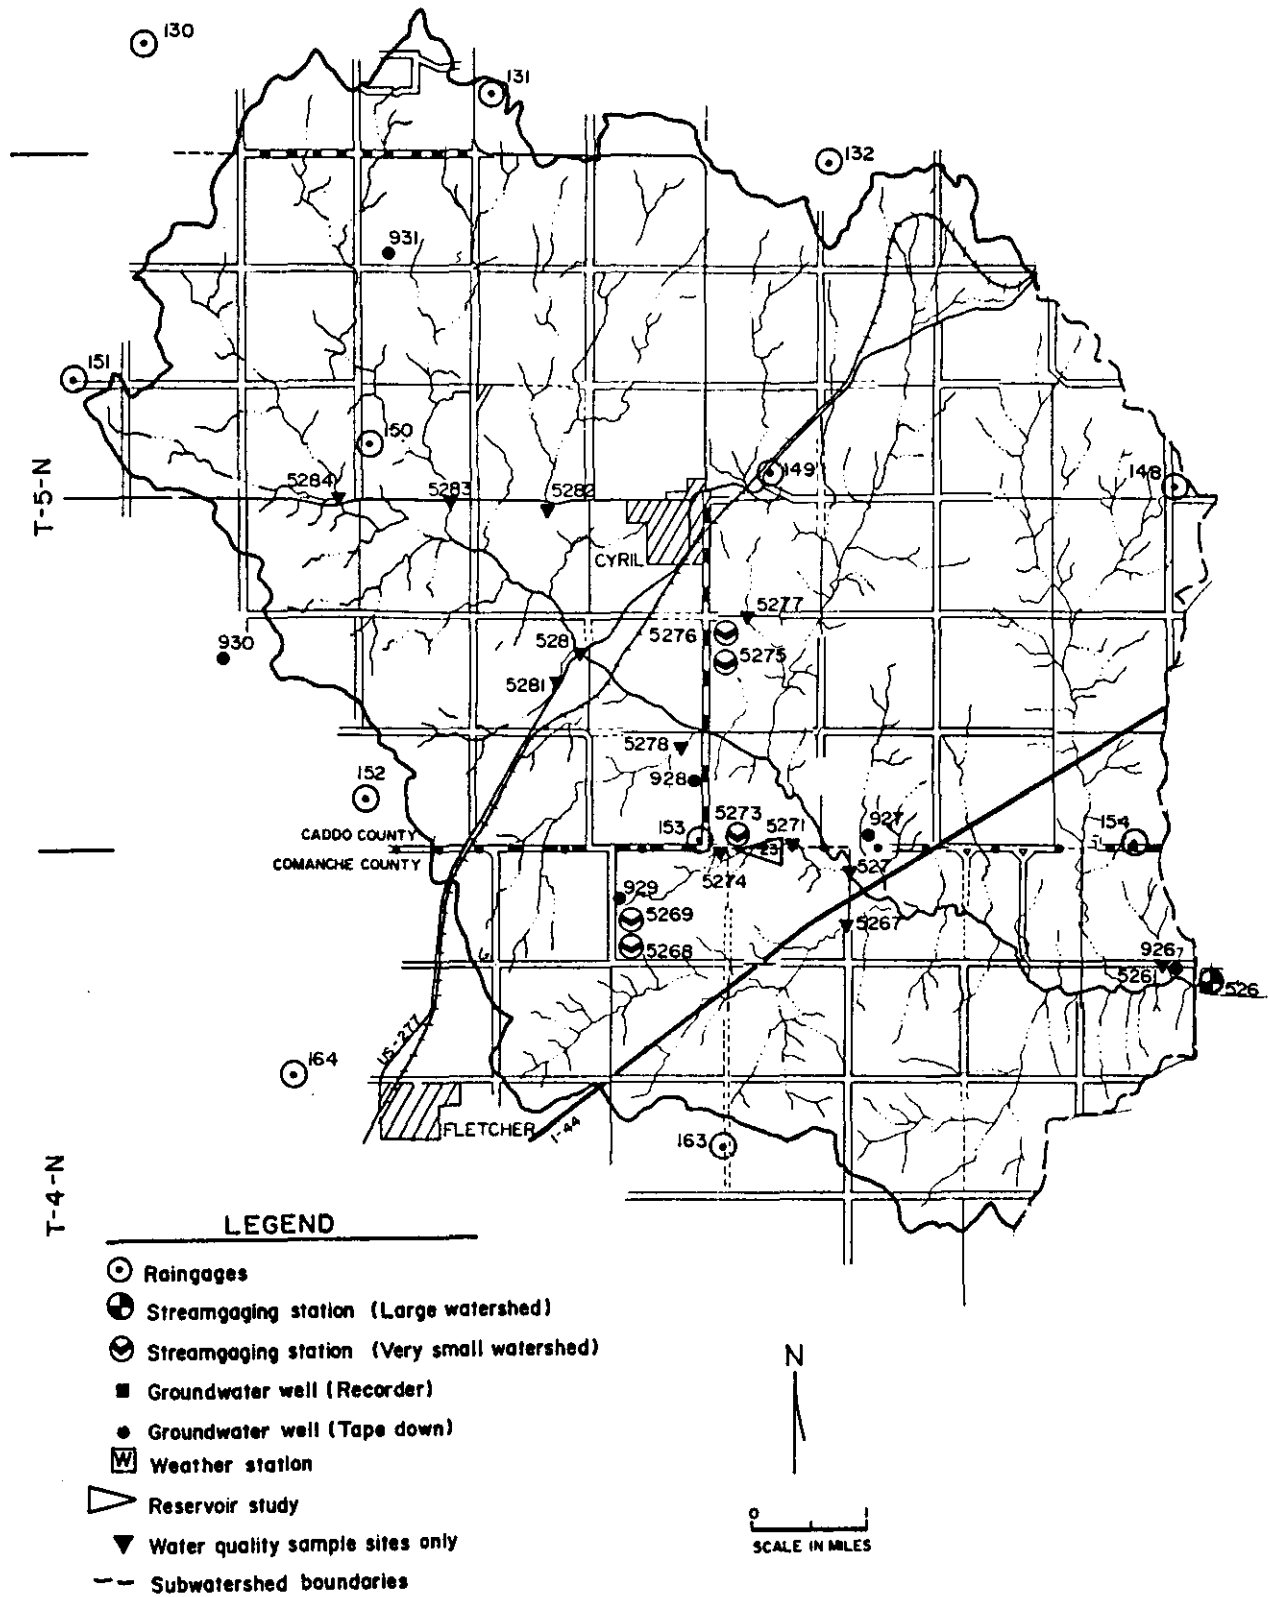 130
131
132
931
151
150
149
148
5284
5283
5282
T-5-N
CYRIL
5277
5276
528
5275
930
5281
5278
928
152
5273
927
CADDO COUNTY
153
5271
154
COMANCHE COUNTY
23
527
5274
929
5269
5267
5268
9267
5261
526
US-277
164
FLETCHER
I-44
163
T-4-N
LEGEND
Raingages
Streamgaging station (Large watershed)
Streamgaging station (Very small watershed)
Groundwater well (Recorder)
Groundwater well (Tape down)
W Weather station
Reservoir study
Water quality sample sites only
Subwatershed boundaries
N
0 1
SCALE IN MILES